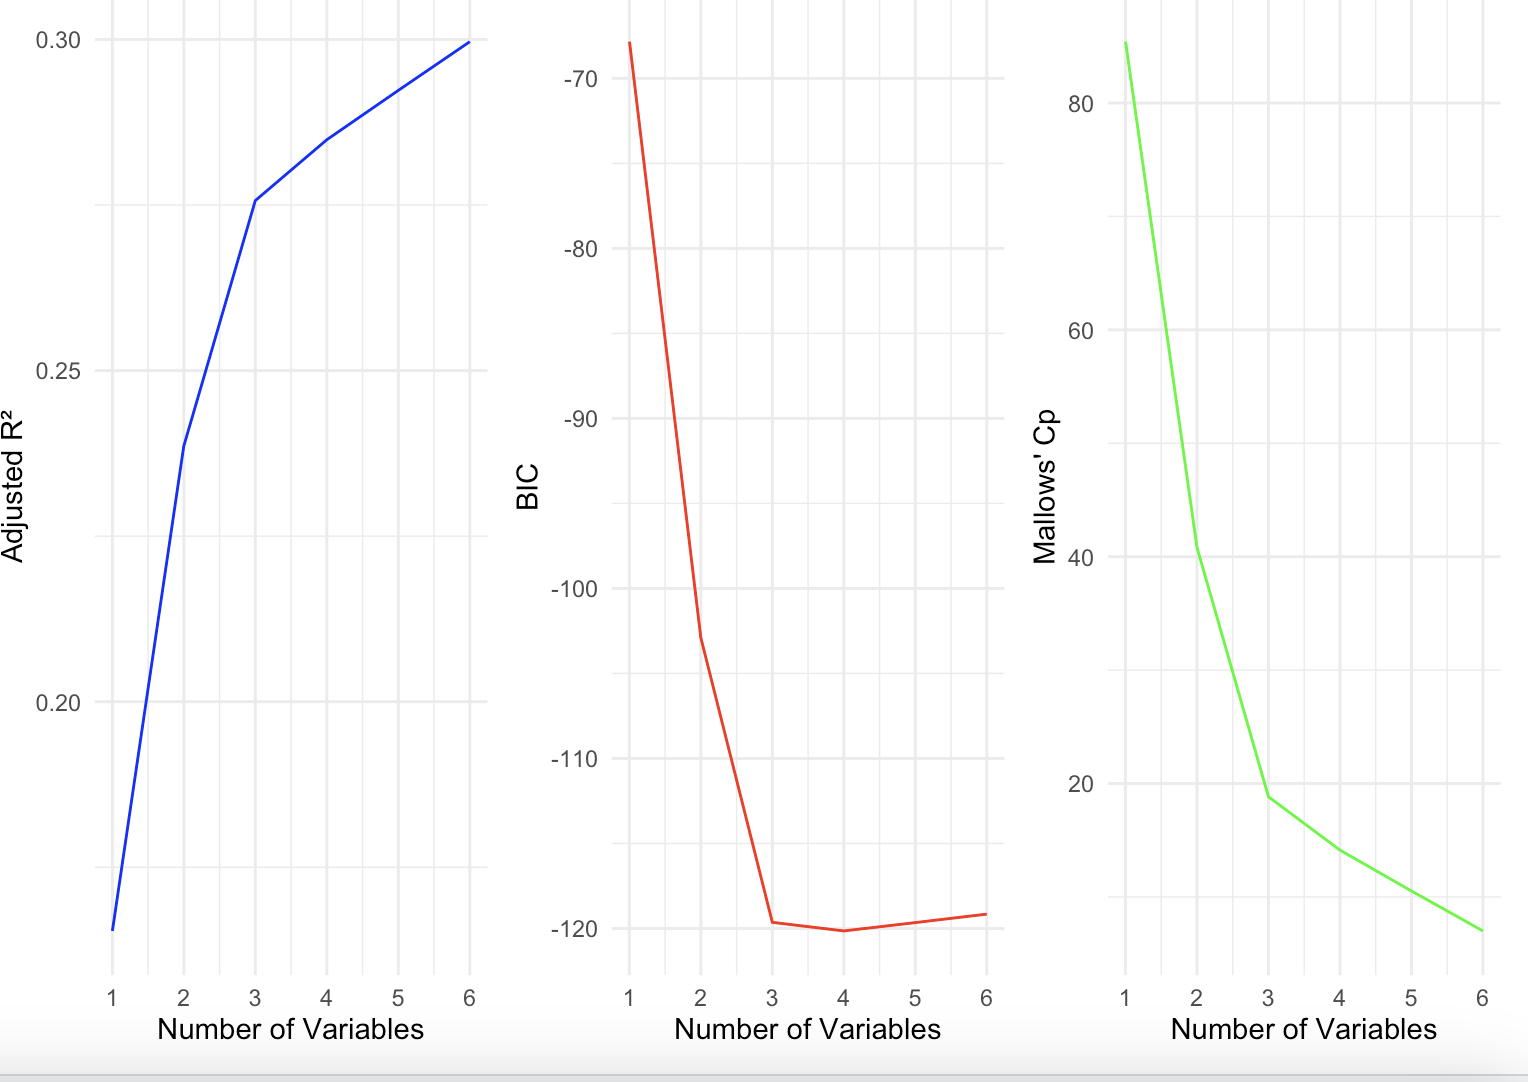 Adjusted R²
0.30
0.25
0.20
1 2 3 4 5 6
Number of Variables
BIC
-70
-80
-90
-100
-110
-120
1 2 3 4 5 6
Number of Variables
Mallows' Cp
80
60
40
20
1 2 3 4 5 6
Number of Variables